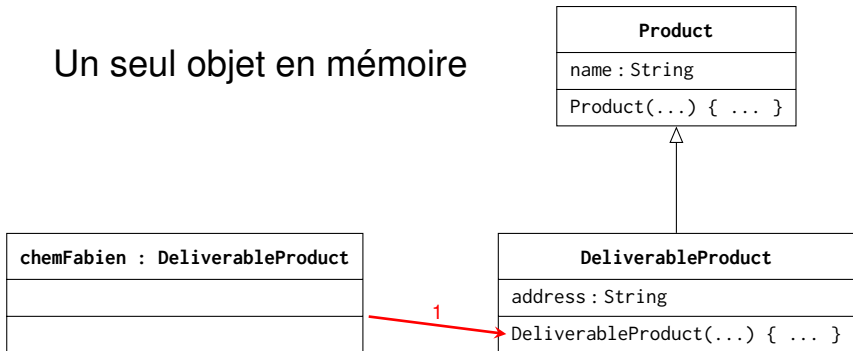 Un seul objet en mémoire
Product
name : String
Product(...) { ... }
chemFabien : DeliverableProduct
1
DeliverableProduct
address : String
DeliverableProduct(...) { ... }